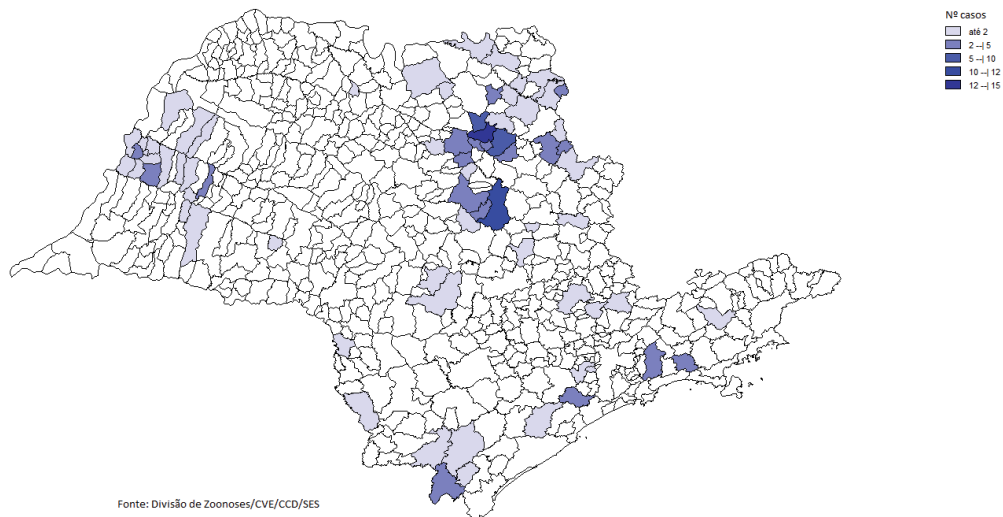 Nº casos
até 2
2 --| 5
5 --| 10
10 --| 12
12 --| 15
Fonte: Divisão de Zoonoses/CVE/CCD/SES